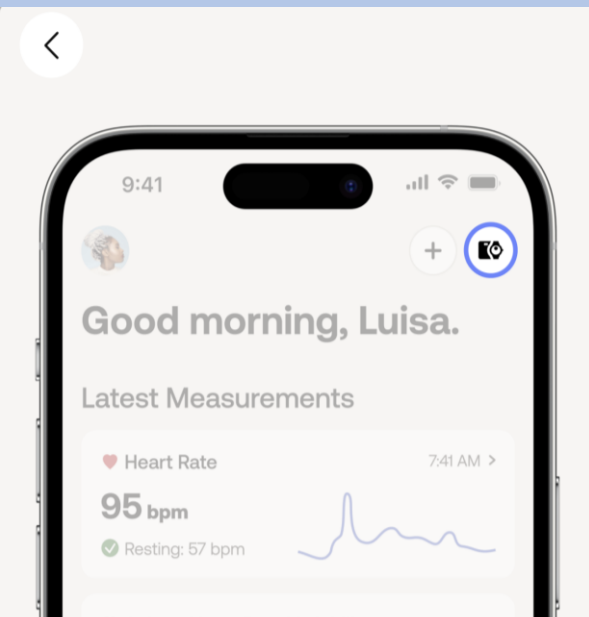 9:41
Good morning, Luisa.
Latest Measurements
Heart Rate
7:41 AM
95 bpm
Resting: 57 bpm